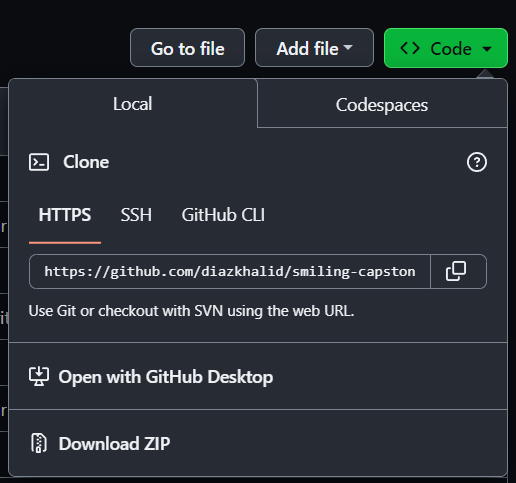 Go to file
Add file
<> Code
Local
Codespaces
Clone
HTTPS
SSH
GitHub CLI
https://github.com/diazkhalid/smiling-capston
Use Git or checkout with SVN using the web URL.
Open with GitHub Desktop
Download ZIP